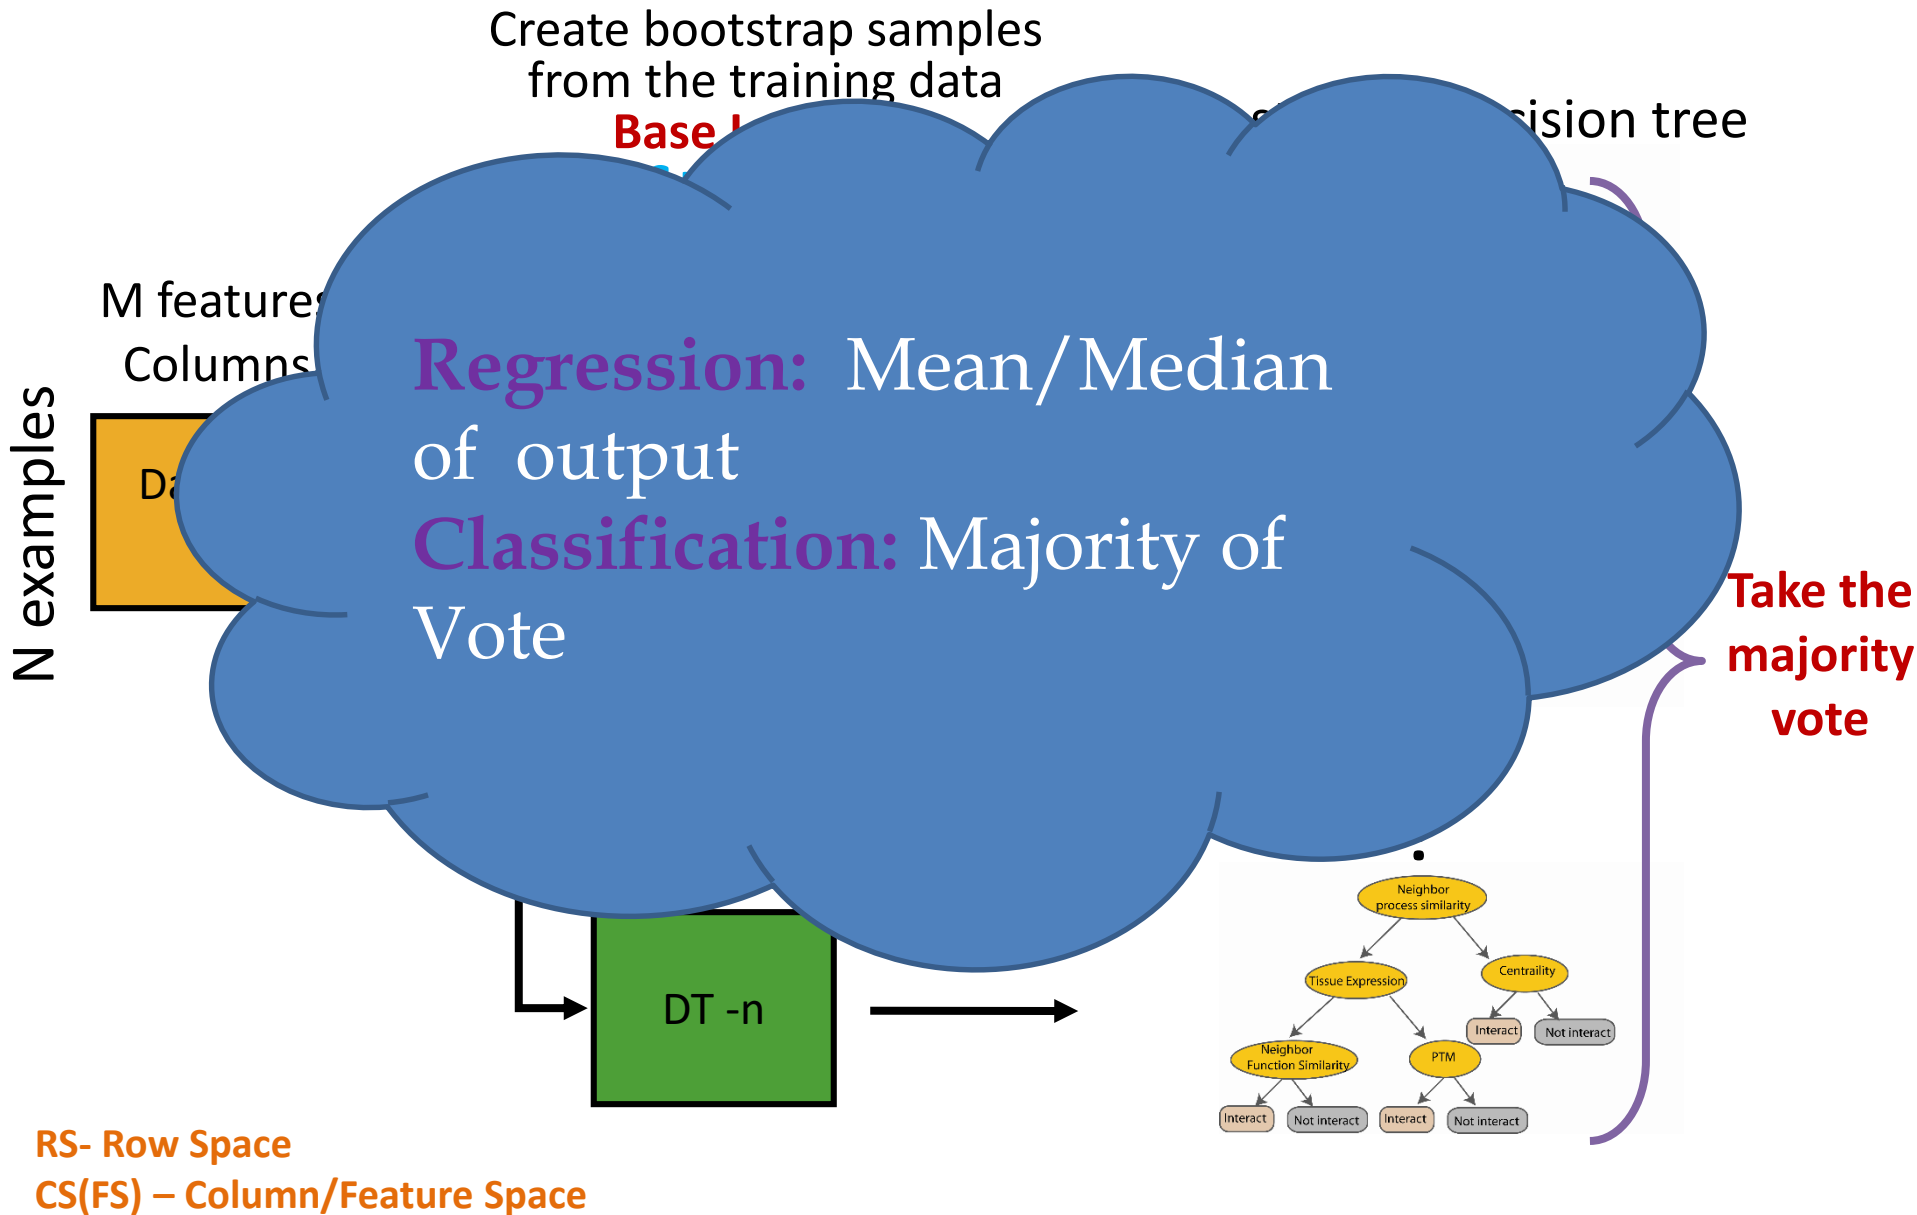 Create bootstrap samples
from the training data
Base
cision tree
M features
Columns
N examples
Regression: Mean/Median
of output
Classification: Majority of
Vote
Take the
majority
vote
Neighbor
process similarity
Tissue Expression
Centraility
Interact
Not interact
Neighbor
Function Similarity
PTM
Interact
Not interact
Interact
Not interact
DT -n
RS- Row Space
CS(FS) – Column/Feature Space